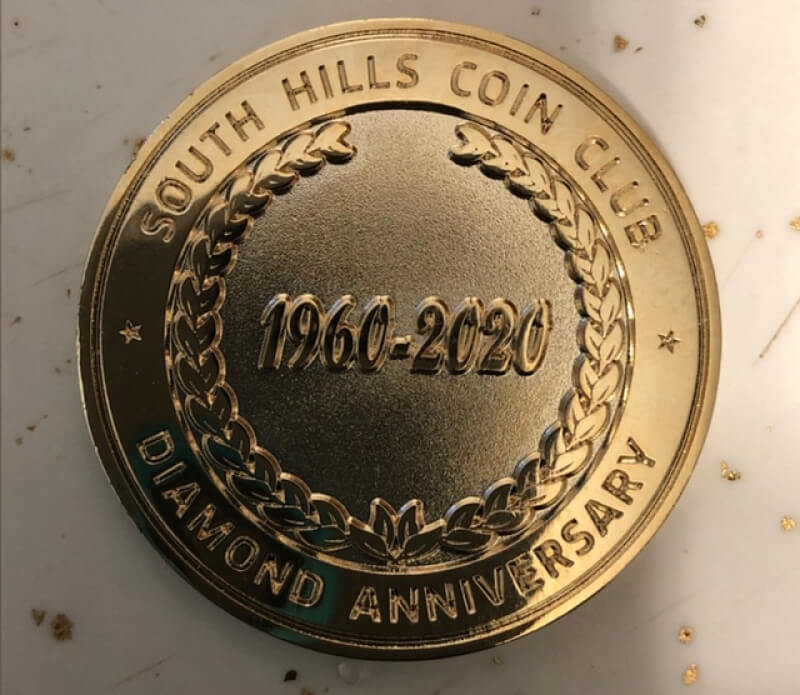 SOUTH HILLS COIN CLUB
1960-2020
DIAMOND ANNIVERSARY